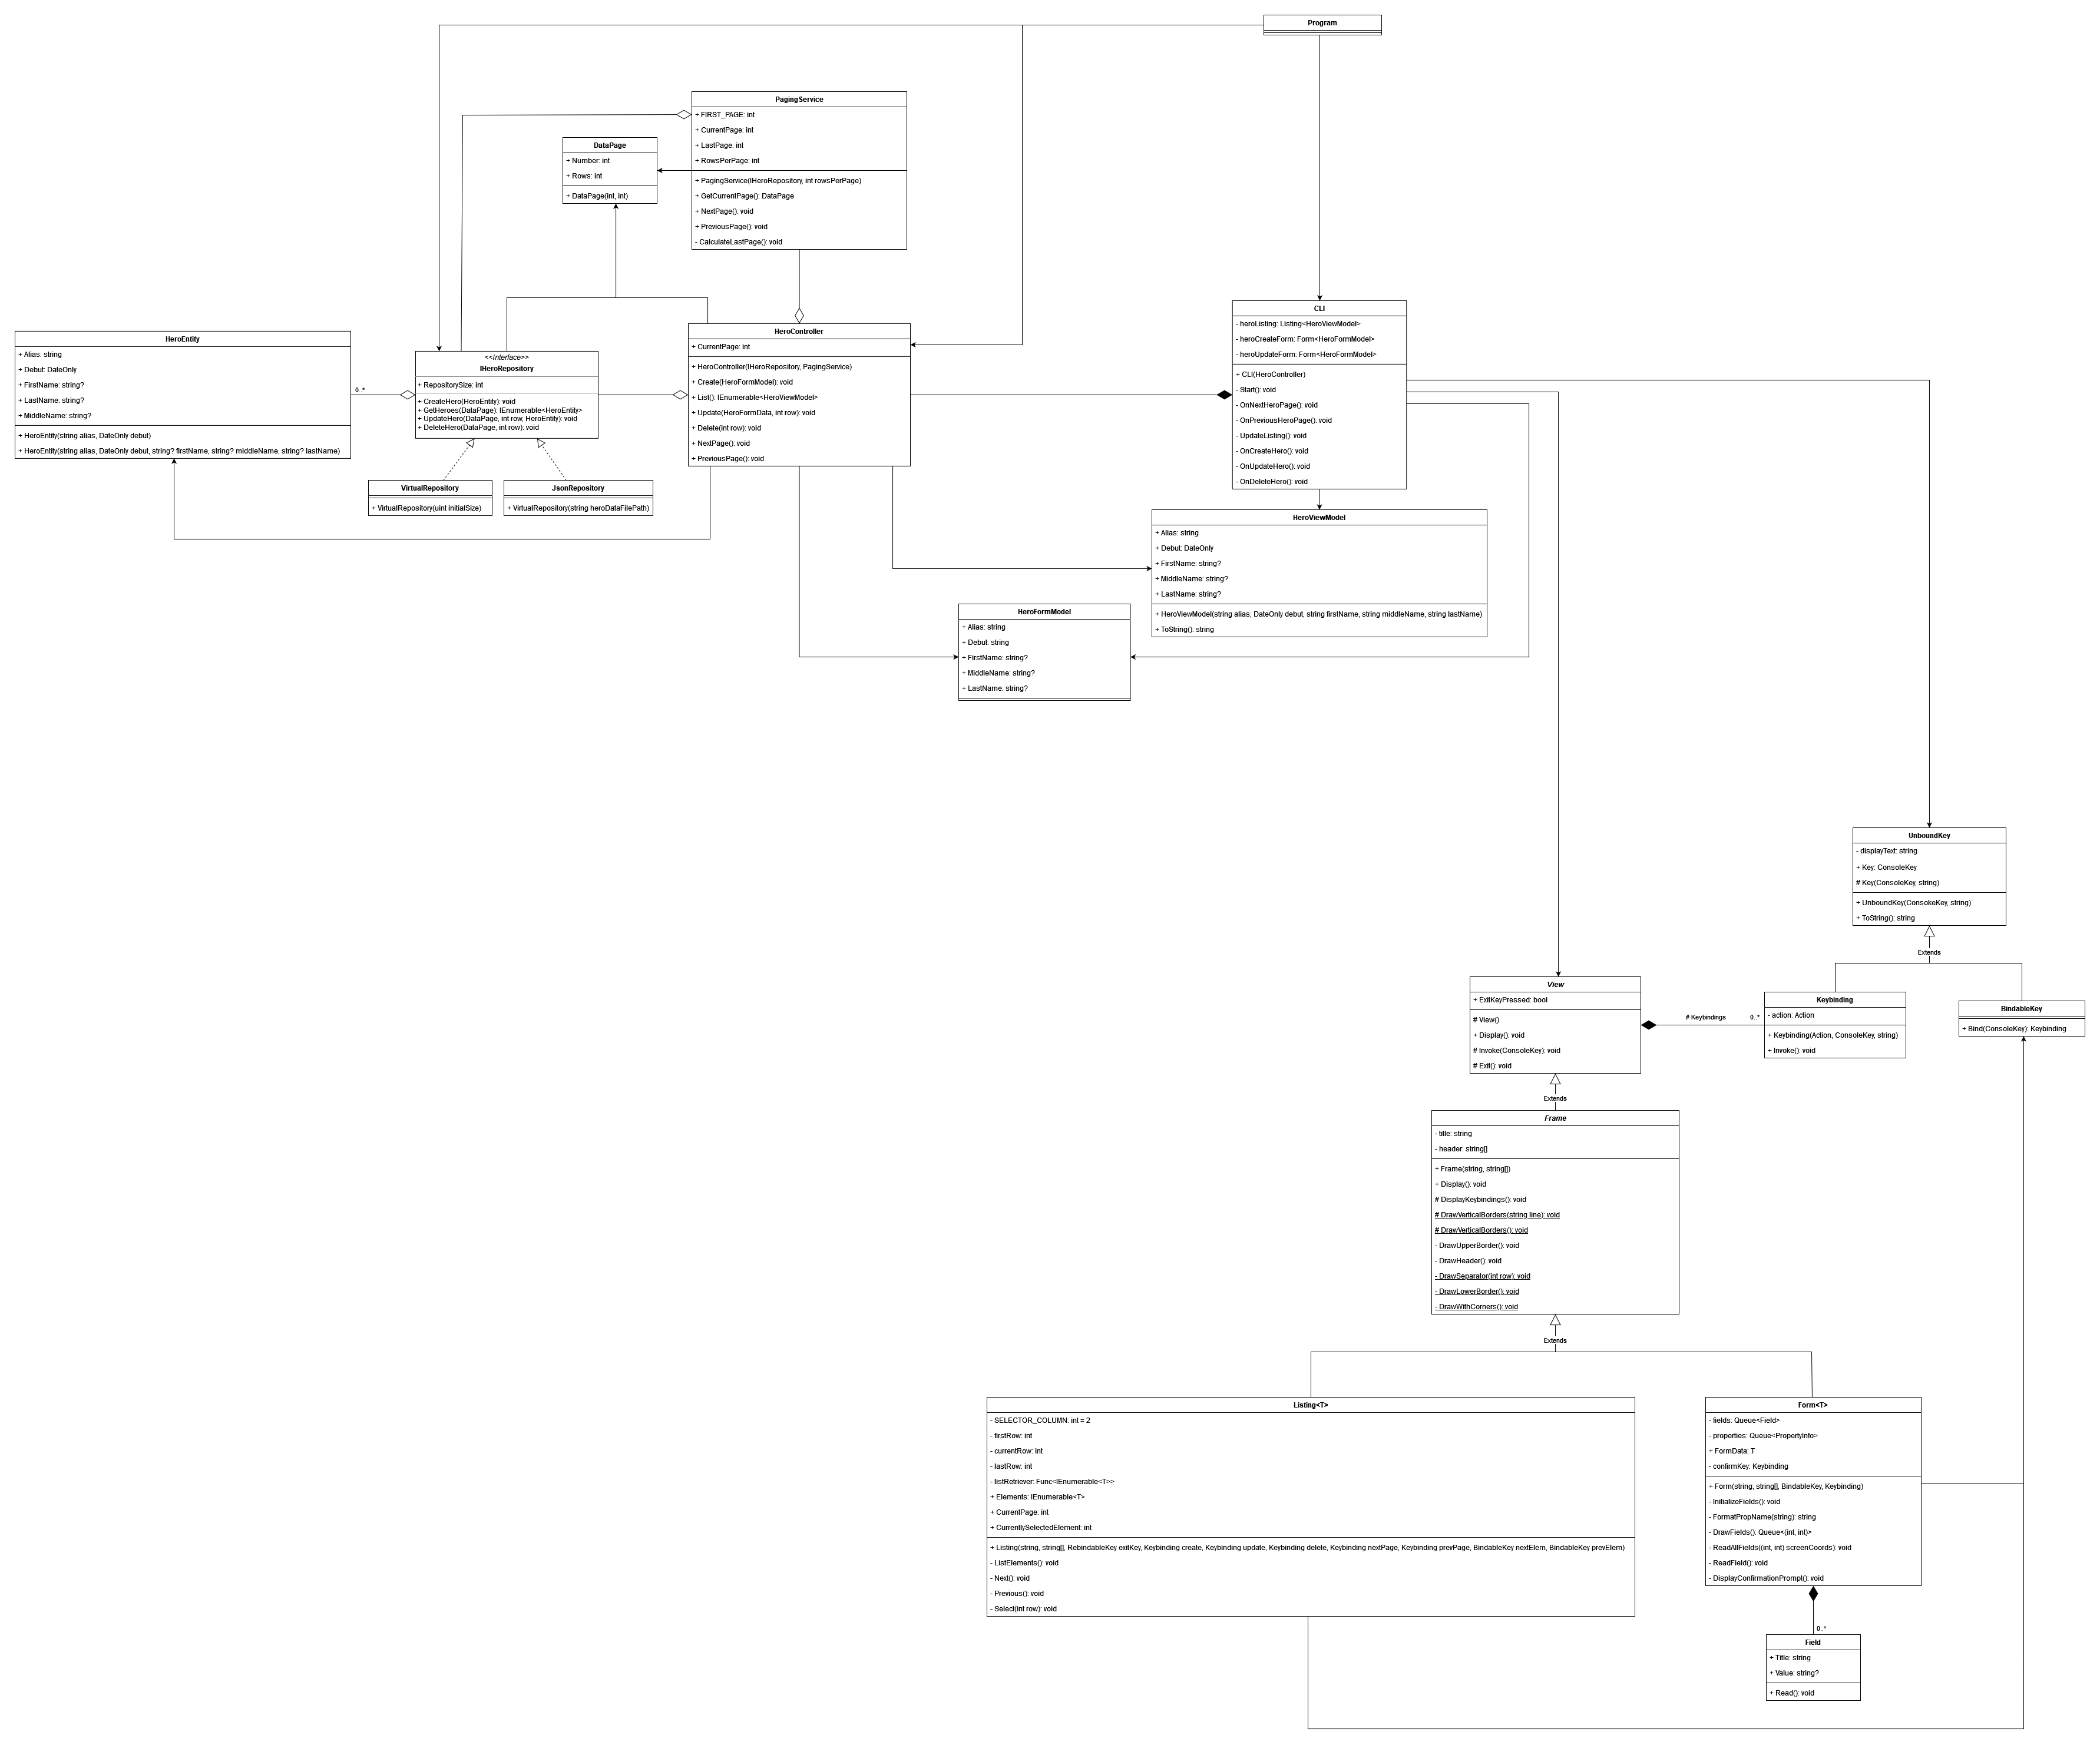 Program
PagingService
+ FIRST_PAGE: int
+ CurrentPage: int
+ LastPage: int
+ RowsPerPage: int
+ PagingService(IHeroRepository, int rowsPerPage)
+ GetCurrentPage(): DataPage
+ NextPage(): void
+ PreviousPage(): void
- CalculateLastPage(): void
DataPage
+ Number: int
+ Rows: int
+ DataPage(int, int)
HeroEntity
+ Alias: string
+ Debut: DateOnly
+ FirstName: string?
+ LastName: string?
+ MiddleName: string?
+ HeroEntity(string alias, DateOnly debut)
+ HeroEntity(string alias, DateOnly debut, string? firstName, string? middleName, string? lastName)
0..*
<<Interface>>
IHeroRepository
+ RepositorySize: int
+ CreateHero(HeroEntity): void
+ GetHeroes(DataPage): IEnumerable<HeroEntity>
+ UpdateHero(DataPage, int row, HeroEntity): void
+ DeleteHero(DataPage, int row): void
VirtualRepository
+ VirtualRepository(uint initialSize)
JsonRepository
+ VirtualRepository(string heroDataFilePath)
HeroController
+ CurrentPage: int
+ HeroController(IHeroRepository, PagingService)
+ Create(HeroFormModel): void
+ List(): IEnumerable<HeroViewModel>
+ Update(HeroFormData, int row): void
+ Delete(int row): void
+ NextPage(): void
+ PreviousPage(): void
CLI
- heroListing: Listing<HeroViewModel>
- heroCreateForm: Form<HeroFormModel>
- heroUpdateForm: Form<HeroFormModel>
+ CLI(HeroController)
- Start(): void
- OnNextHeroPage(): void
- OnPreviousHeroPage(): void
- UpdateListing(): void
- OnCreateHero(): void
- OnUpdateHero(): void
- OnDeleteHero(): void
HeroViewModel
+ Alias: string
+ Debut: DateOnly
+ FirstName: string?
+ MiddleName: string?
+ LastName: string?
+ HeroViewModel(string alias, DateOnly debut, string firstName, string middleName, string lastName)
+ ToString(): string
HeroFormModel
+ Alias: string
+ Debut: string
+ FirstName: string?
+ MiddleName: string?
+ LastName: string?
UnboundKey
- displayText: string
+ Key: ConsoleKey
# Key(ConsoleKey, string)
+ UnboundKey(ConsokeKey, string)
+ ToString(): string
Extends
View
+ ExitKeyPressed: bool
# View()
+ Display(): void
# Invoke(ConsoleKey): void
# Exit(): void
# Keybindings
0..*
Keybinding
- action: Action
+ Keybinding(Action, ConsoleKey, string)
+ Invoke(): void
BindableKey
+ Bind(ConsoleKey): Keybinding
Extends
Frame
- title: string
- header: string[]
+ Frame(string, string[])
+ Display(): void
# DisplayKeybindings(): void
# DrawVerticalBorders(string line): void
# DrawVerticalBorders(): void
- DrawUpperBorder(): void
- DrawHeader(): void
- DrawSeparator(int row): void
- DrawLowerBorder(): void
- DrawWithCorners(): void
Extends
Listing<T>
- SELECTOR_COLUMN: int = 2
- firstRow: int
- currentRow: int
- lastRow: int
- listRetriever: Func<IEnumerable<T>>
+ Elements: IEnumerable<T>
+ CurrentPage: int
+ CurrentlySelectedElement: int
+ Listing(string, string[], RebindableKey exitKey, Keybinding create, Keybinding update, Keybinding delete, Keybinding nextPage, Keybinding prevPage, BindableKey nextElem, BindableKey prevElem)
- ListElements(): void
- Next(): void
- Previous(): void
- Select(int row): void
Form<T>
- fields: Queue<Field>
- properties: Queue<PropertyInfo>
+ FormData: T
- confirmKey: Keybinding
+ Form(string, string[], BindableKey, Keybinding)
- InitializeFields(): void
- FormatPropName(string): string
- DrawFields(): Queue<(int, int)>
- ReadAllFields((int, int) screenCoords): void
- ReadField(): void
- DisplayConfirmationPrompt(): void
0..*
Field
+ Title: string
+ Value: string?
+ Read(): void